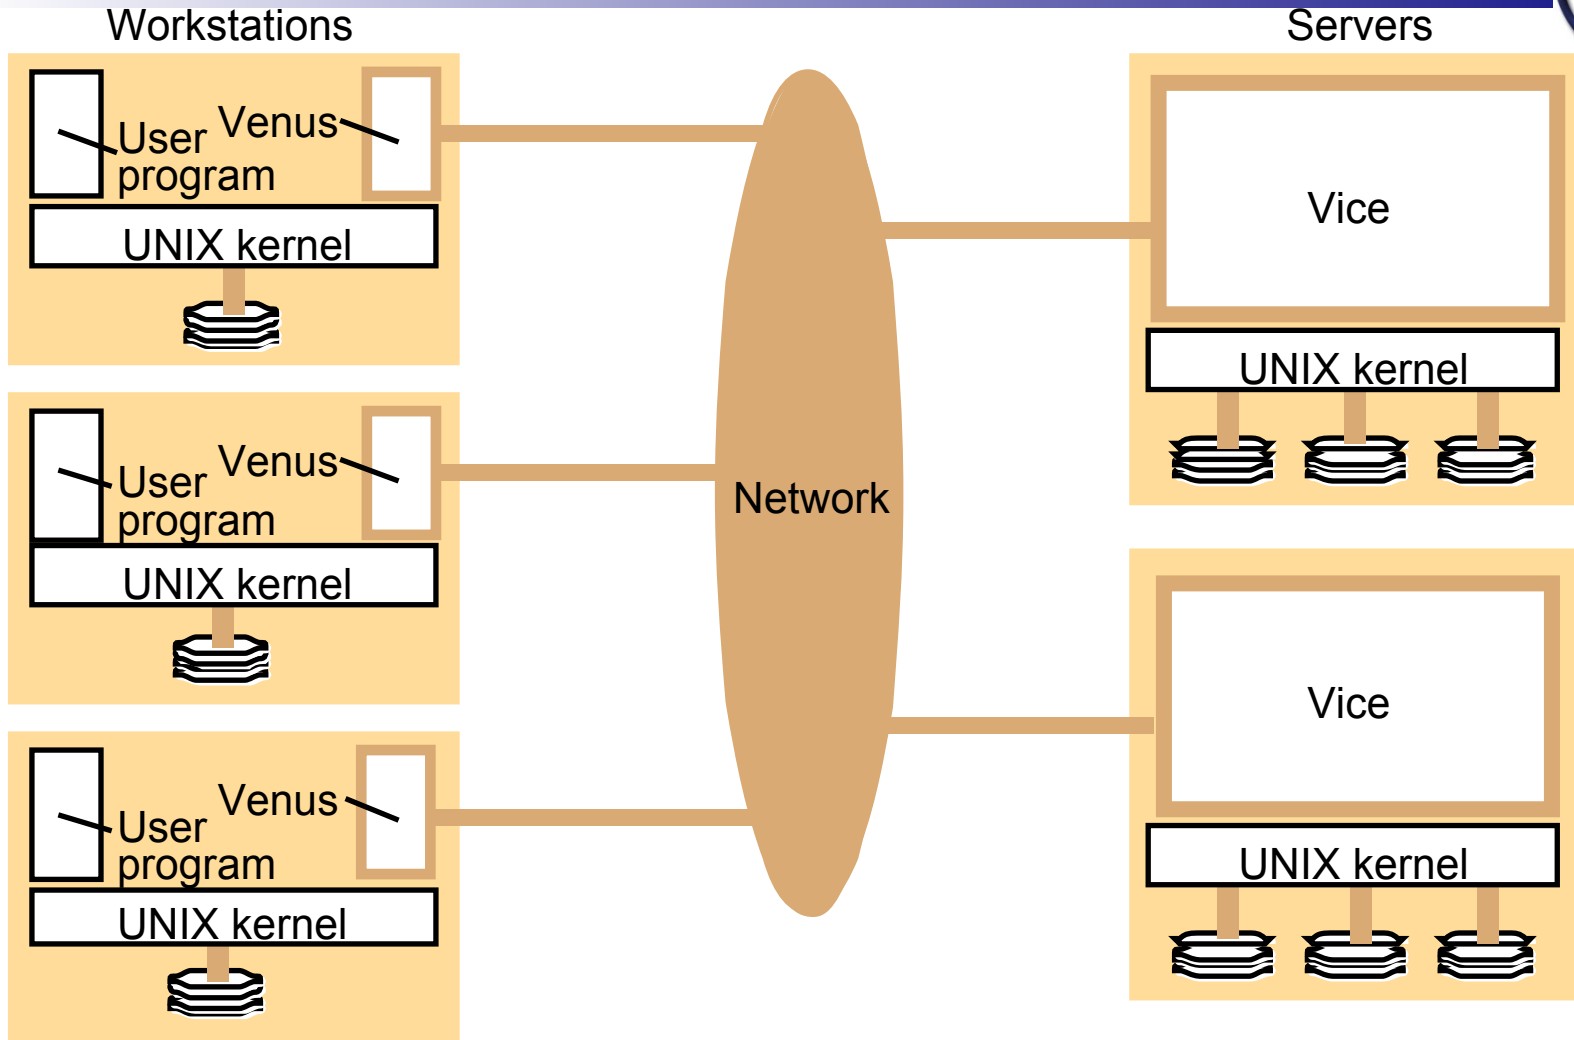 Workstations
Servers
User
program
Venus
UNIX kernel
User
program
Venus
UNIX kernel
User
program
Venus
UNIX kernel
Network
Vice
UNIX kernel
Vice
UNIX kernel